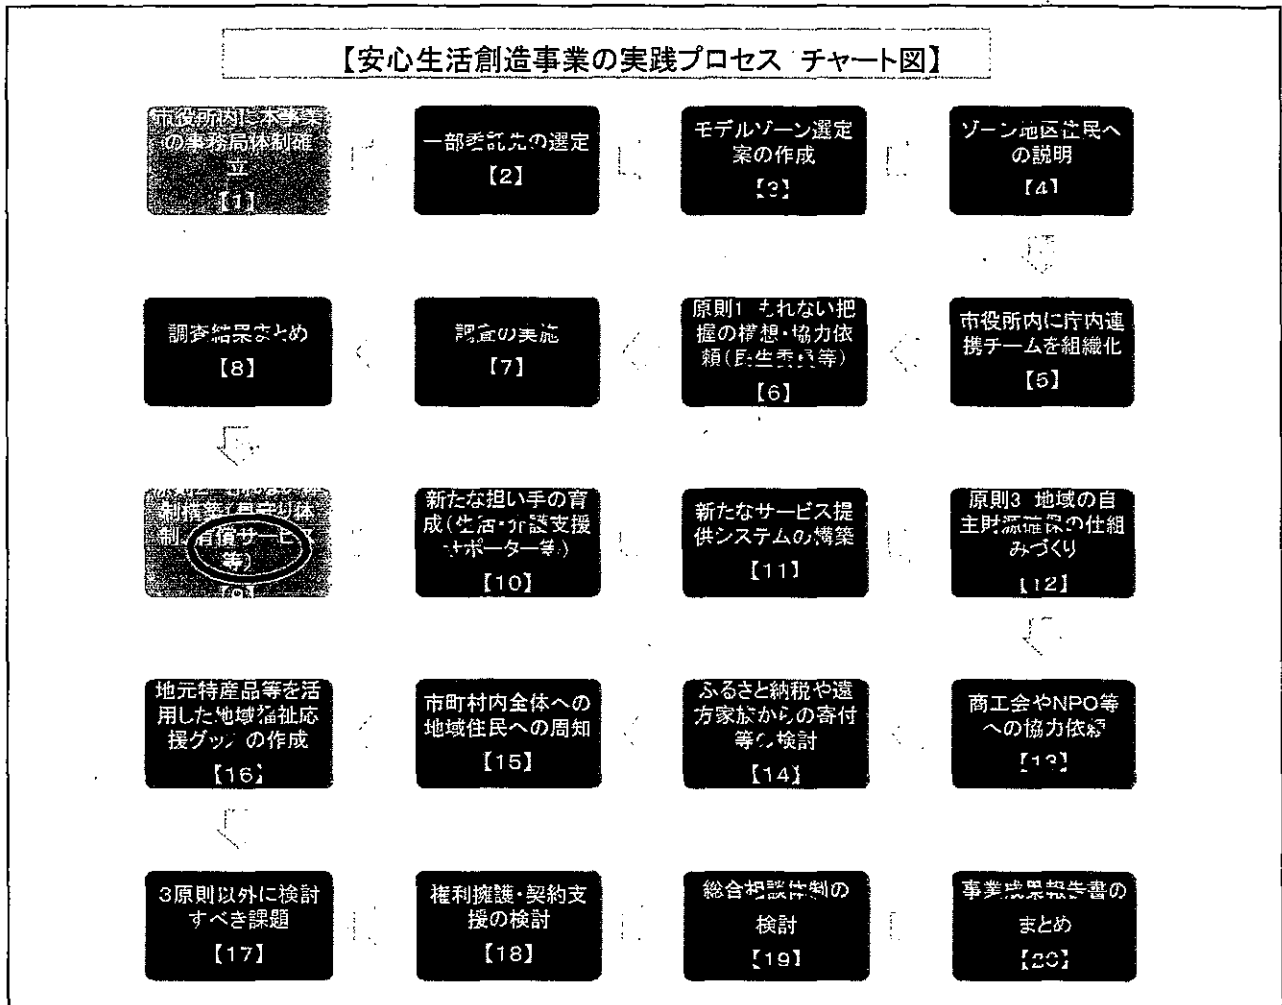 【安心生活創造事業の実践プロセス チャート図】
市役所内に本事業
の事務局体制確
立
【1】
一部委託先の選定
【2】
モデルゾーン選定
案の作成
【3】
ゾーン地区住民へ
の説明
【4】
市役所内に庁内連
携チームを組織化
【5】
原則1 もれない把
握の構想・協力依
頼(民生委員等)
【6】
調査の実施
【7】
調査結果まとめ
【8】
制構築(見守り体
制、有償サービス
等)
【9】
新たな担い手の育
成(生活・介護支援
サポーター等)
【10】
新たなサービス提
供システムの構築
【11】
原則3 地域の自
主財源確保の仕組
みづくり
【12】
商工会やNPO等
への協力依頼
【13】
ふるさと納税や遠
方家族からの寄付
等の検討
【14】
市町村内全体への
地域住民への周知
【15】
地元特産品等を活
用した地域福祉応
援グッズの作成
【16】
3原則以外に検討
すべき課題
【17】
権利擁護・契約支
援の検討
【18】
総合相談体制の
検討
【19】
事業成果報告書の
まとめ
【20】